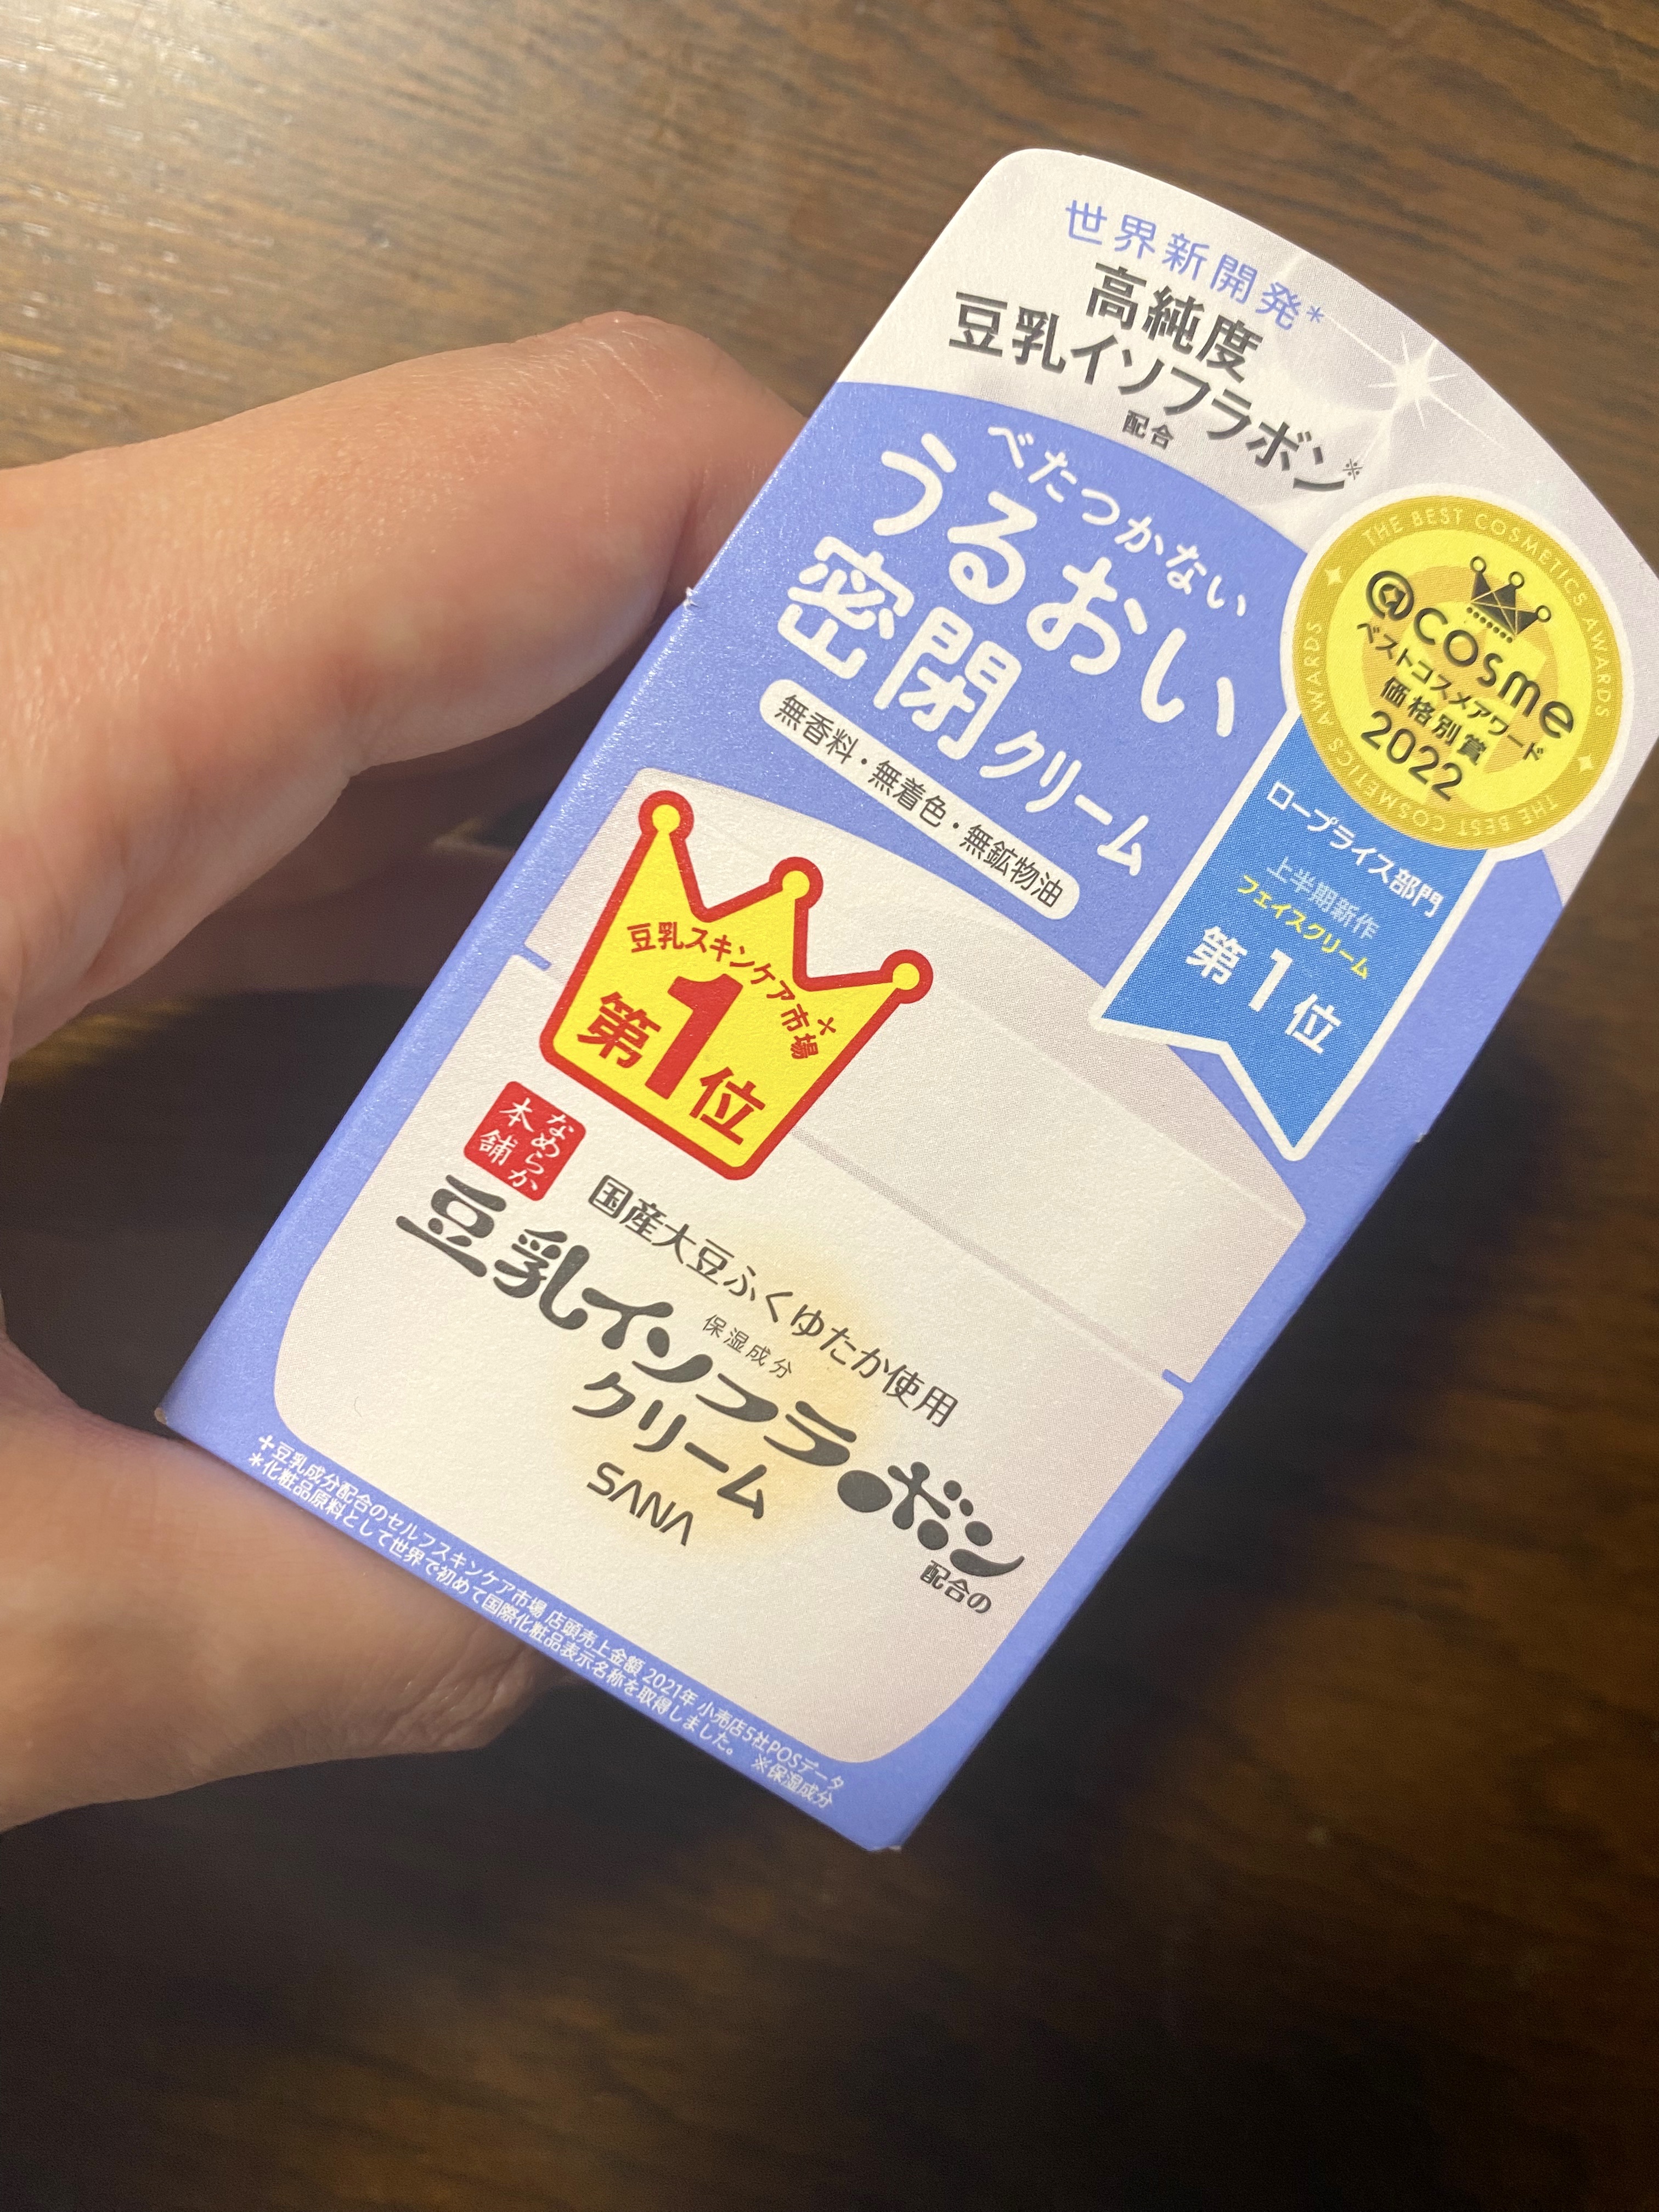 世界新開発*
高純度
豆乳イソフラボン※
配合
べたつかない
うるおい
密閉クリーム
無香料・無着色・無鉱物油
THE BEST COSMETICS AWARDS
THE BEST COSMETICS AWARDS
@cosme
ベストコスメアワード
価格別賞
2022
ロープライス部門
上半期新作
フェイスクリーム
第1位
豆乳スキンケア市場+
第1位
なめらか
本舗
国産大豆ふくゆたか使用
保湿成分
豆乳イソフラボン
配合の
クリーム
SANA
+豆乳成分配合のセルフスキンケア市場 店頭売上金額 2021年 小売店5社POSデータ
*化粧品原料として世界で初めて国際化粧品表示名称を取得しました。 ※保湿成分